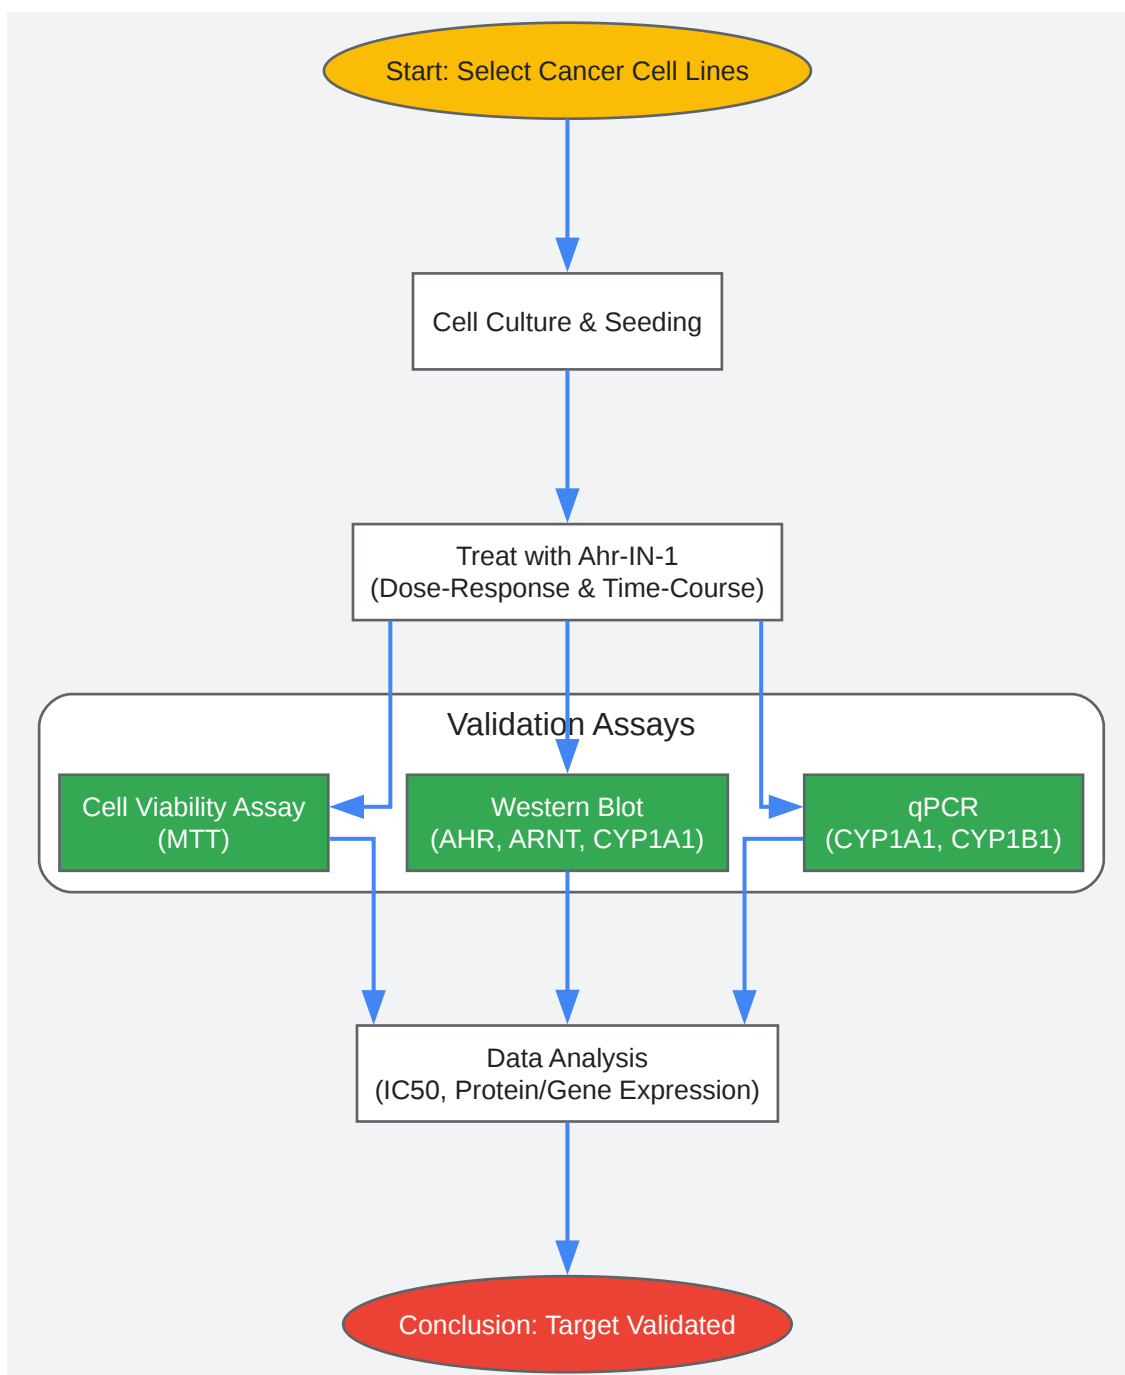 Start: Select Cancer Cell Lines
Cell Culture & Seeding
Treat with Ahr-IN-1
(Dose-Response & Time-Course)
Validation Assays
Cell Viability Assay
(MTT)
Western Blot
(AHR, ARNT, CYP1A1)
qPCR
(CYP1A1, CYP1B1)
Data Analysis
(IC50, Protein/Gene Expression)
Conclusion: Target Validated